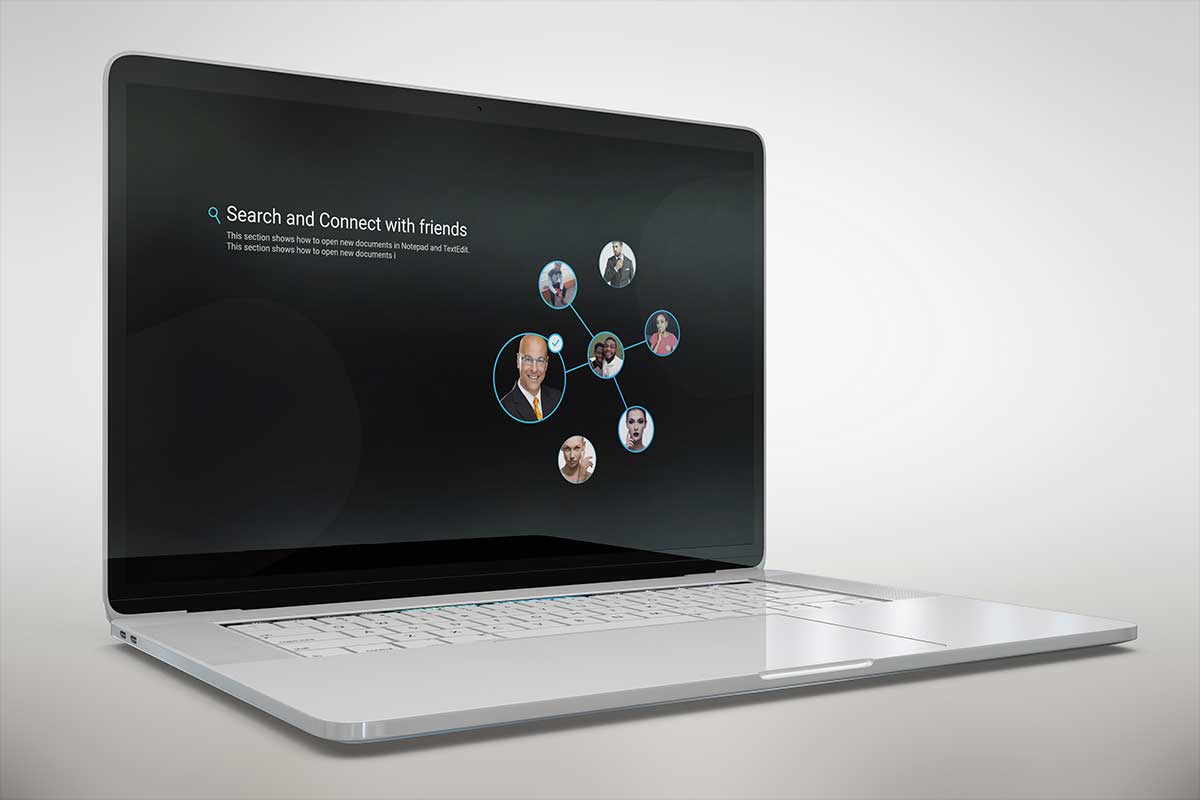 Search and Connect with friends
This section shows how to open new documents in Notepad and TextEdit.
This section shows how to open new documents i